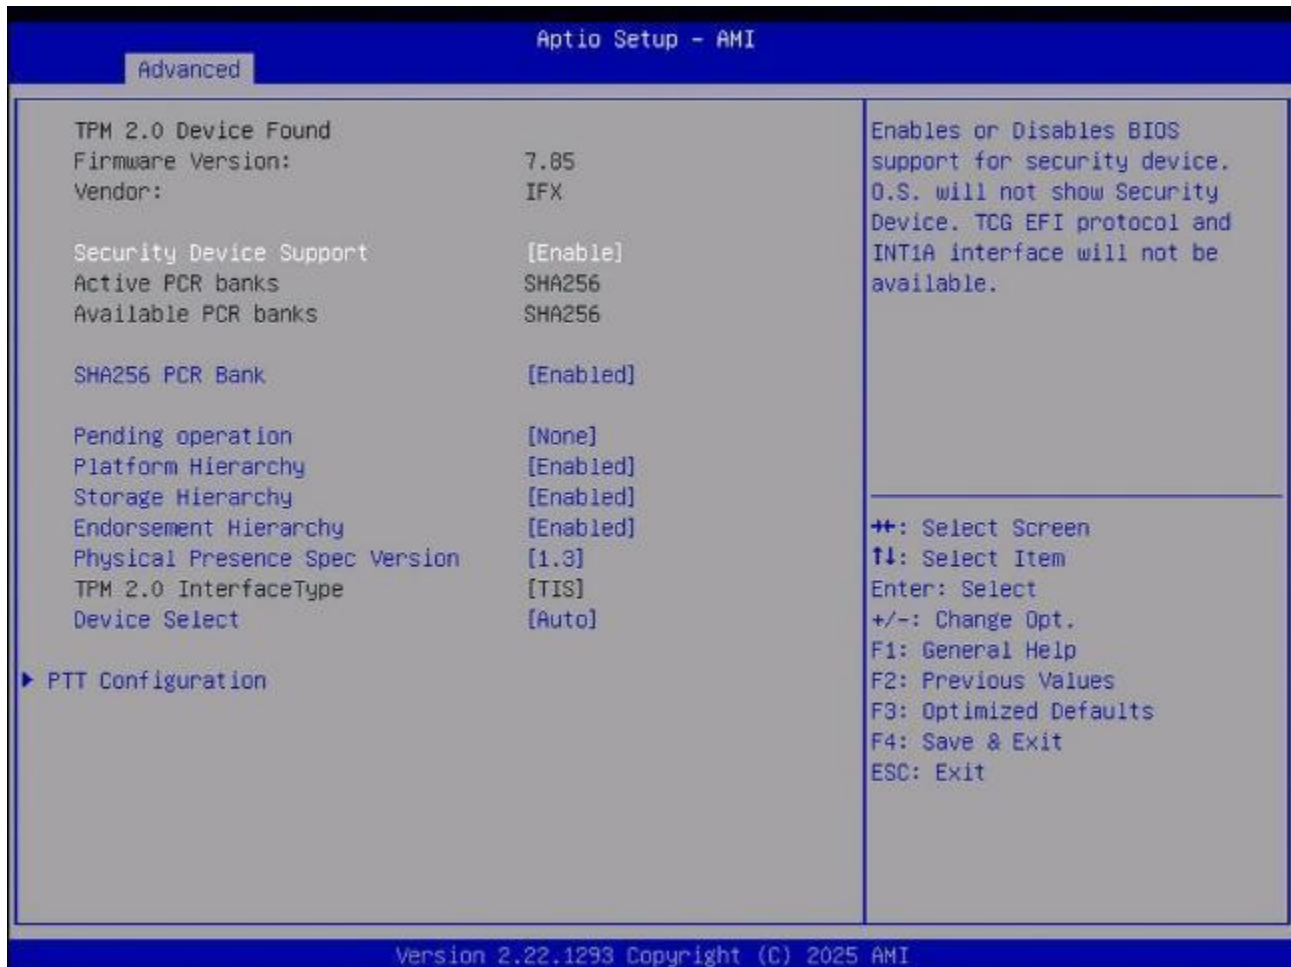 Aptio Setup - AMI
Advanced
TPM 2.0 Device Found
Firmware Version: 7.85
Vendor: IFX
Security Device Support [Enable]
Active PCR banks SHA256
Available PCR banks SHA256
SHA256 PCR Bank [Enabled]
Pending operation [None]
Platform Hierarchy [Enabled]
Storage Hierarchy [Enabled]
Endorsement Hierarchy [Enabled]
Physical Presence Spec Version [1.3]
TPM 2.0 InterfaceType [TIS]
Device Select [Auto]
PTT Configuration
Enables or Disables BIOS
support for security device.
O.S. will not show Security
Device. TCG EFI protocol and
INT1A interface will not be
available.
→←: Select Screen
↑↓: Select Item
Enter: Select
+/-: Change Opt.
F1: General Help
F2: Previous Values
F3: Optimized Defaults
F4: Save & Exit
ESC: Exit
Version 2.22.1293 Copyright (C) 2025 AMI